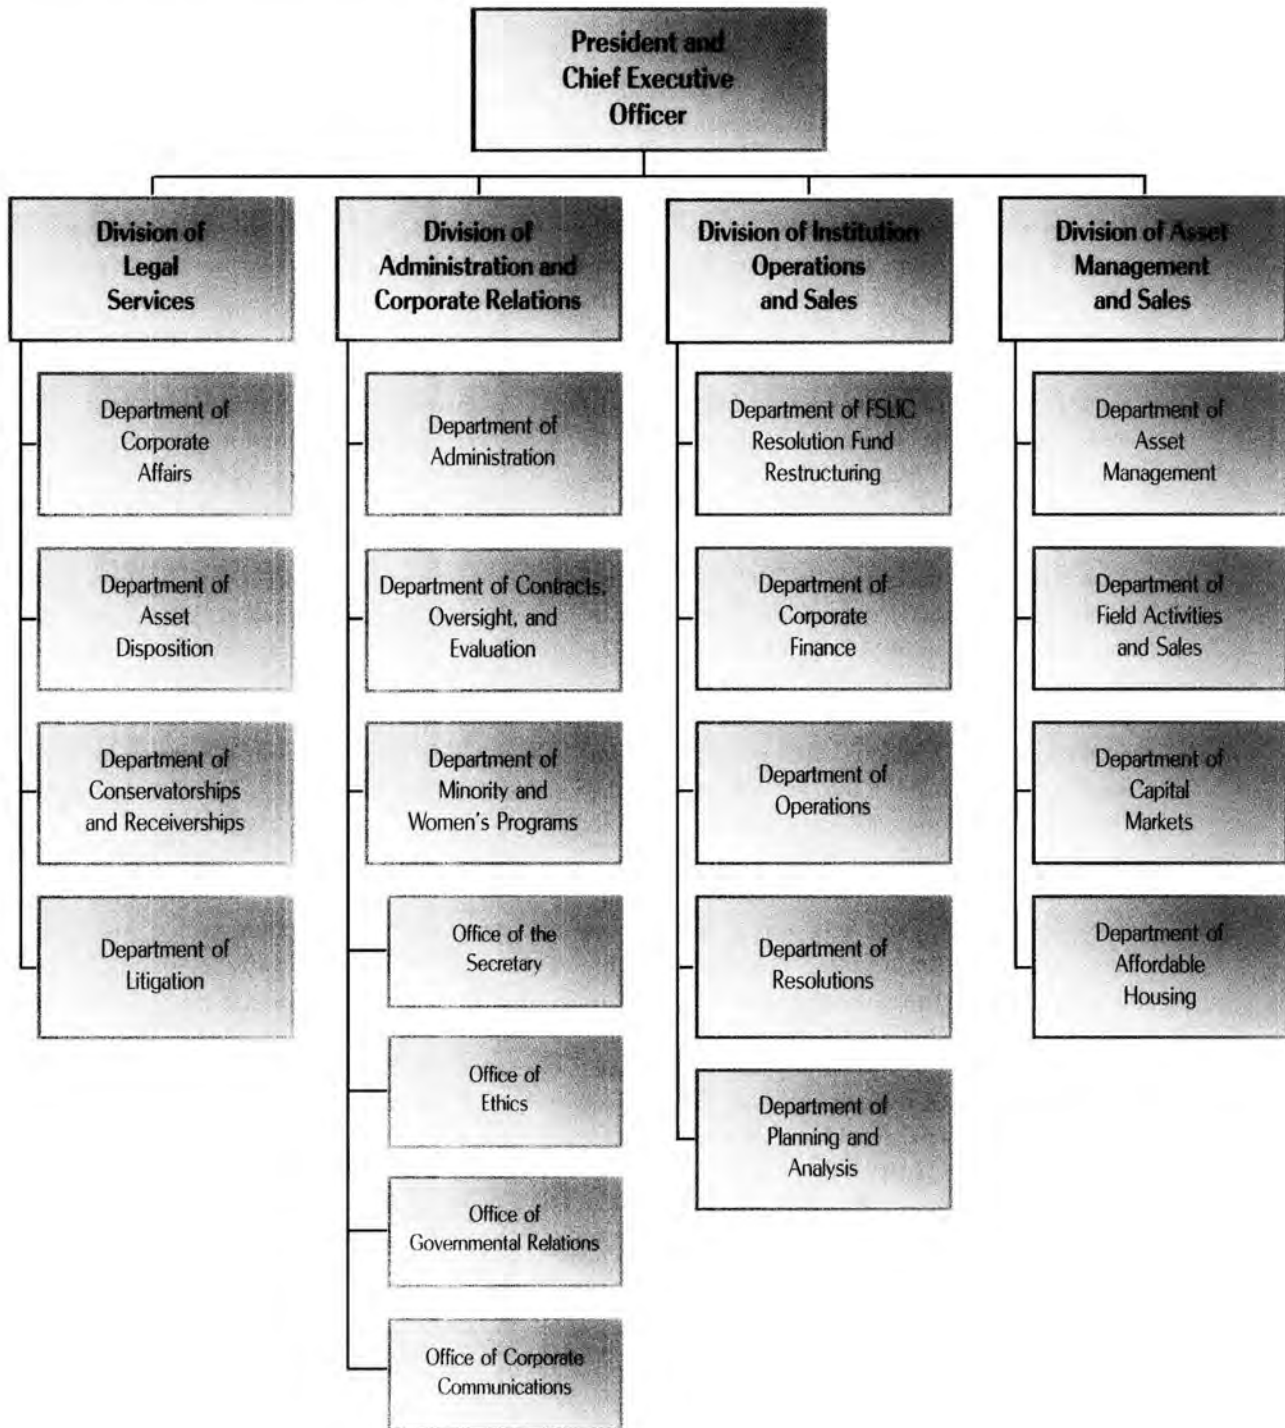 President and
Chief Executive
Officer
Division of
Legal
Services
Department of
Corporate
Affairs
Department of
Asset
Disposition
Department of
Conservatorships
and Receiverships
Department of
Litigation
Division of
Administration and
Corporate Relations
Department of
Administration
Department of Contracts,
Oversight, and
Evaluation
Department of
Minority and
Women's Programs
Office of the
Secretary
Office of
Ethics
Office of
Governmental Relations
Office of Corporate
Communications
Division of Institution
Operations
and Sales
Department of FSLIC
Resolution Fund
Restructuring
Department of
Corporate
Finance
Department of
Operations
Department of
Resolutions
Department of
Planning and
Analysis
Division of Asset
Management
and Sales
Department of
Asset
Management
Department of
Field Activities
and Sales
Department of
Capital
Markets
Department of
Affordable
Housing